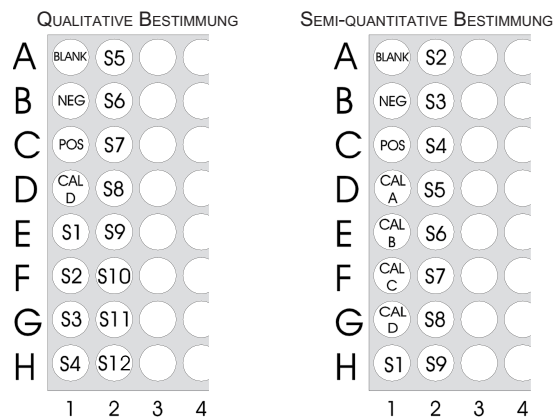 QUALITATIVE BESTIMMUNG
A BLANK S5
B NEG S6
C POS S7
D CAL D S8
E S1 S9
F S2 S10
G S3 S11
H S4 S12
1 2 3 4
SEMI-QUANTITATIVE BESTIMMUNG
A BLANK S2
B NEG S3
C POS S4
D CAL A S5
E CAL B S6
F CAL C S7
G CAL D S8
H S1 S9
1 2 3 4